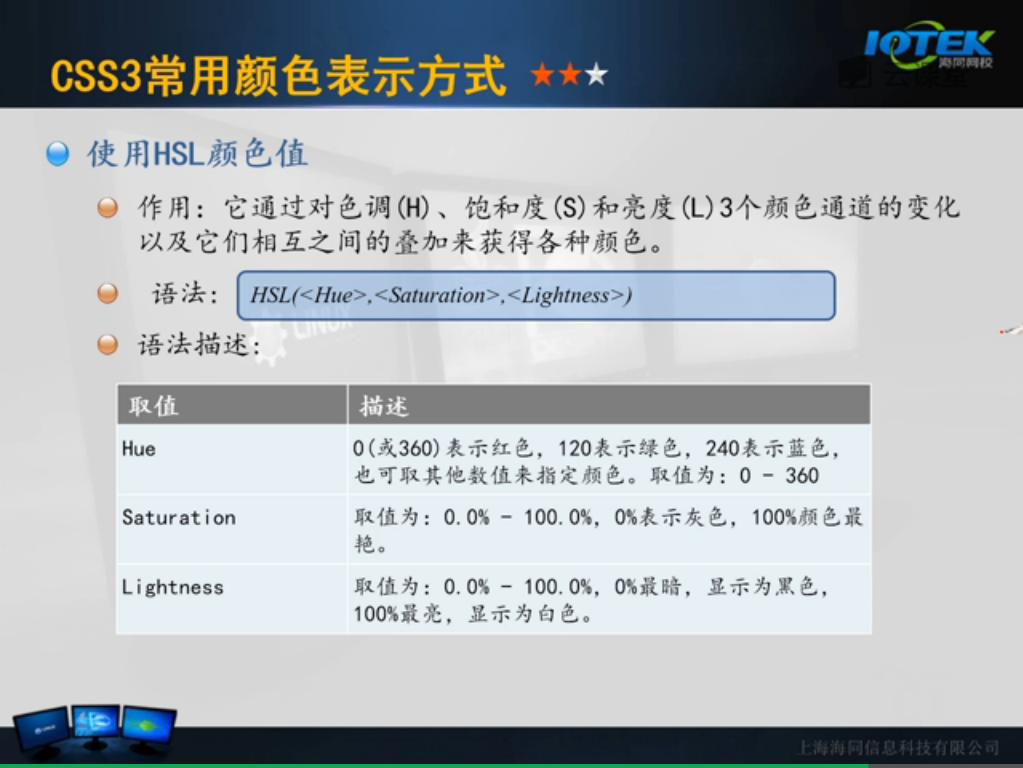 IOTEK
海同网校
云课堂
CSS3常用颜色表示方式
使用HSL颜色值
作用：它通过对色调(H)、饱和度(S)和亮度(L)3个颜色通道的变化
以及它们相互之间的叠加来获得各种颜色。
语法：
HSL(<Hue>,<Saturation>,<Lightness>)
LINUX
语法描述：
取值 描述
Hue 0(或360)表示红色，120表示绿色，240表示蓝色，
也可取其他数值来指定颜色。取值为：0 - 360
Saturation 取值为：0.0% - 100.0%，0%表示灰色，100%颜色最
艳。
Lightness 取值为：0.0% - 100.0%，0%最暗，显示为黑色，
100%最亮，显示为白色。
上海海同信息科技有限公司